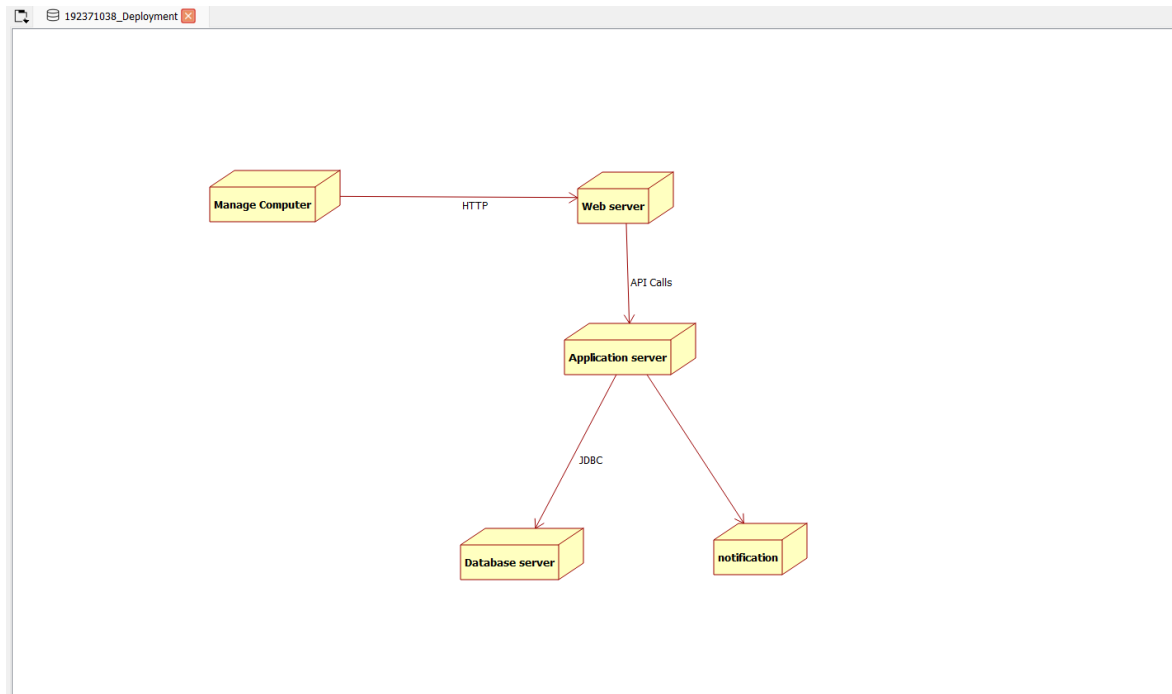 192371038_Deployment
Manage Computer
HTTP
Web server
API Calls
Application server
JDBC
Database server
notification